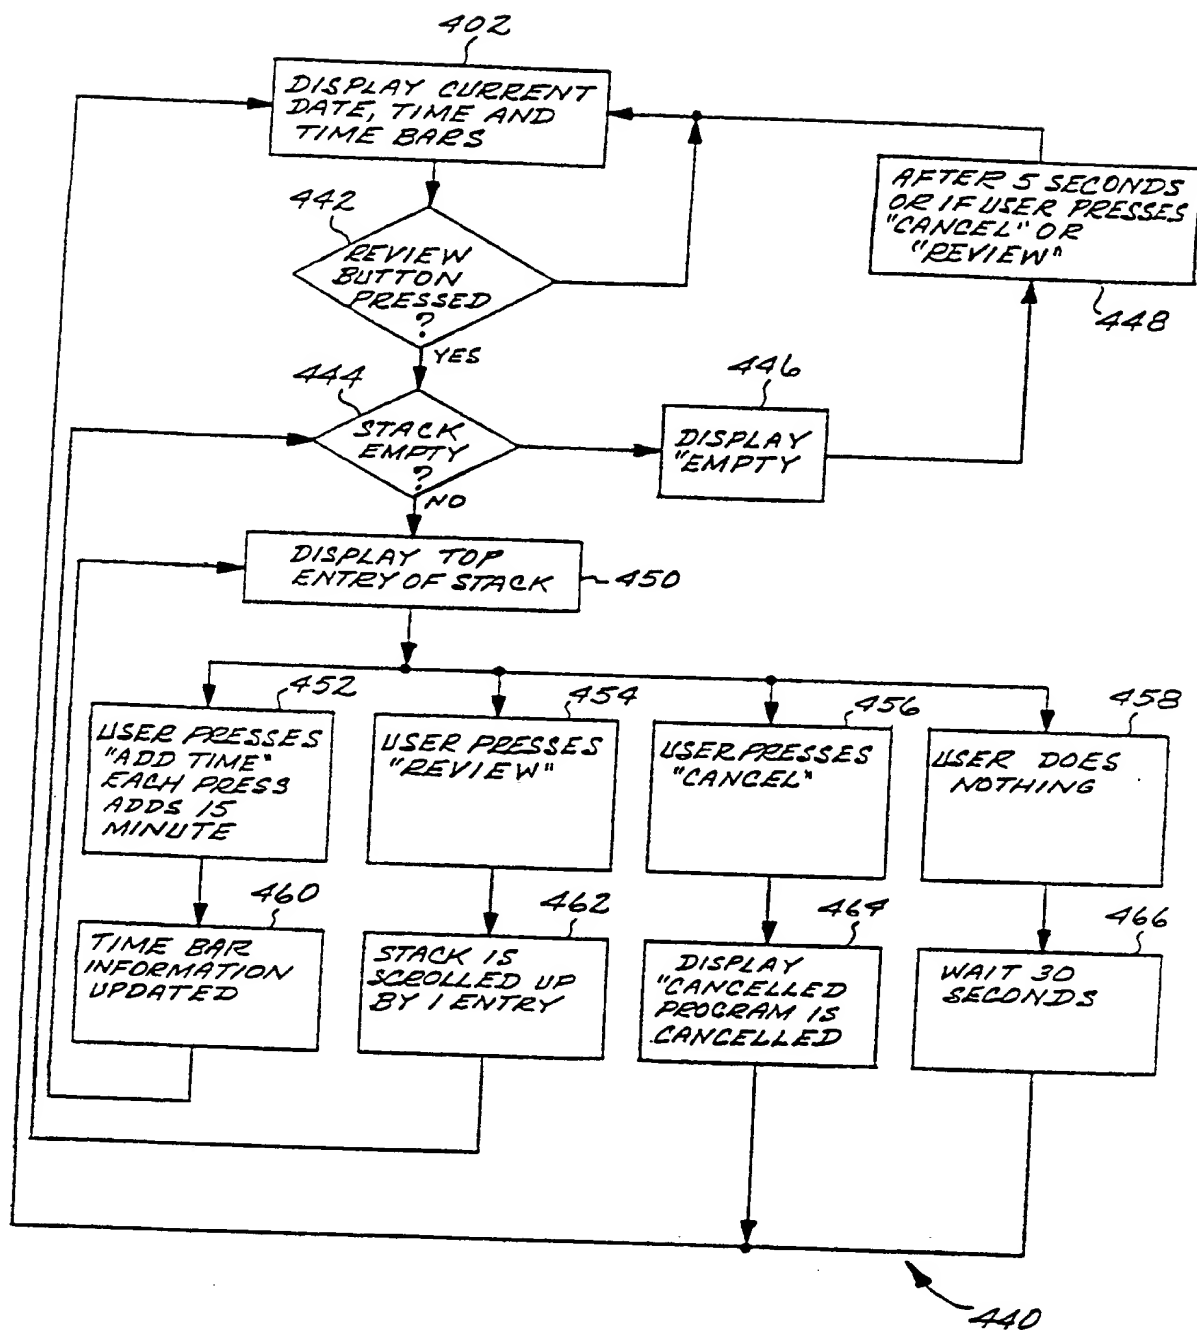 402
DISPLAY CURRENT
DATE, TIME AND
TIME BARS
442
REVIEW
BUTTON
PRESSED
?
YES
AFTER 5 SECONDS
OR IF USER PRESSES
"CANCEL" OR
"REVIEW"
448
444
STACK
EMPTY
?
NO
446
DISPLAY
"EMPTY
DISPLAY TOP
ENTRY OF STACK
450
452
USER PRESSES
"ADD TIME"
EACH PRESS
ADDS 15
MINUTE
454
USER PRESSES
"REVIEW"
456
USER PRESSES
"CANCEL"
458
USER DOES
NOTHING
460
TIME BAR
INFORMATION
UPDATED
462
STACK IS
SCROLLED UP
BY 1 ENTRY
464
DISPLAY
"CANCELLED
PROGRAM IS
CANCELLED
466
WAIT 30
SECONDS
440